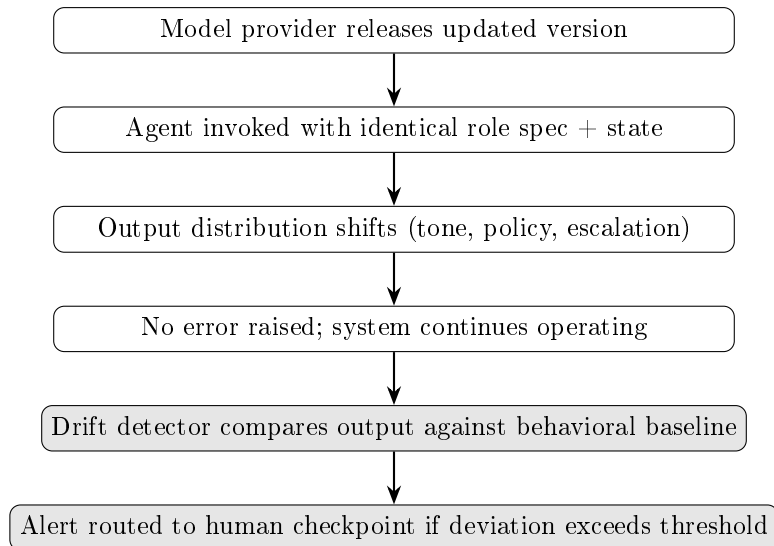 Model provider releases updated version
Agent invoked with identical role spec + state
Output distribution shifts (tone, policy, escalation)
No error raised; system continues operating
Drift detector compares output against behavioral baseline
Alert routed to human checkpoint if deviation exceeds threshold